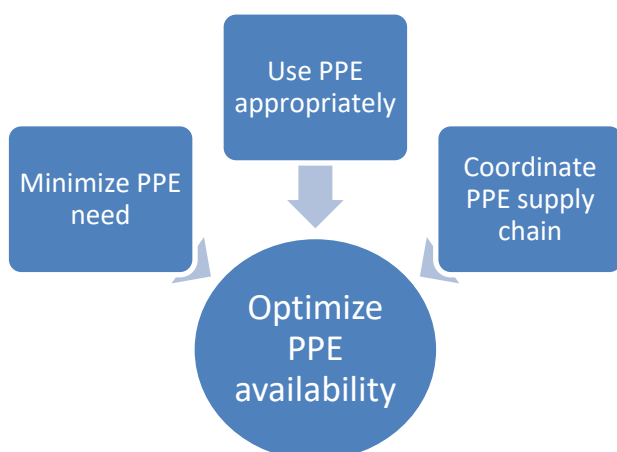 Use PPE
appropriately
Minimize PPE
need
Coordinate
PPE supply
chain
Optimize
PPE
availability